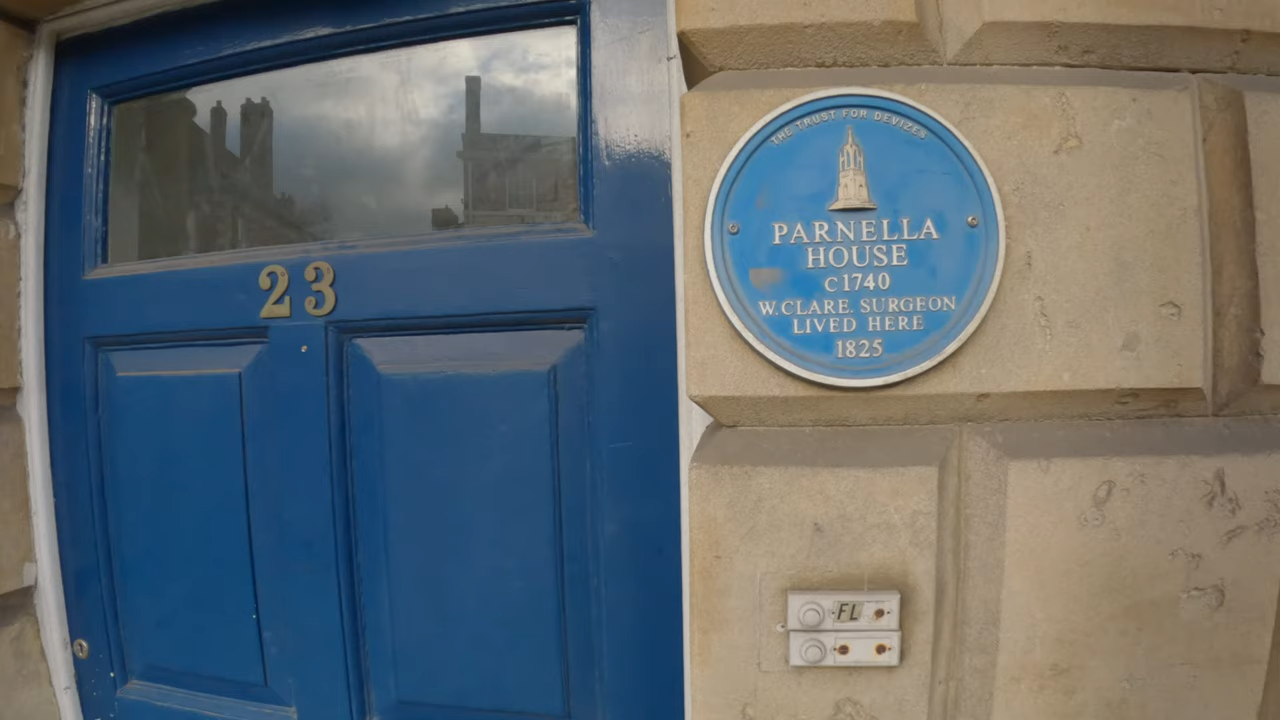 23
THE TRUST FOR DEVIZES
PARNELLA
HOUSE
C1740
W. CLARE. SURGEON
LIVED HERE
1825
FL